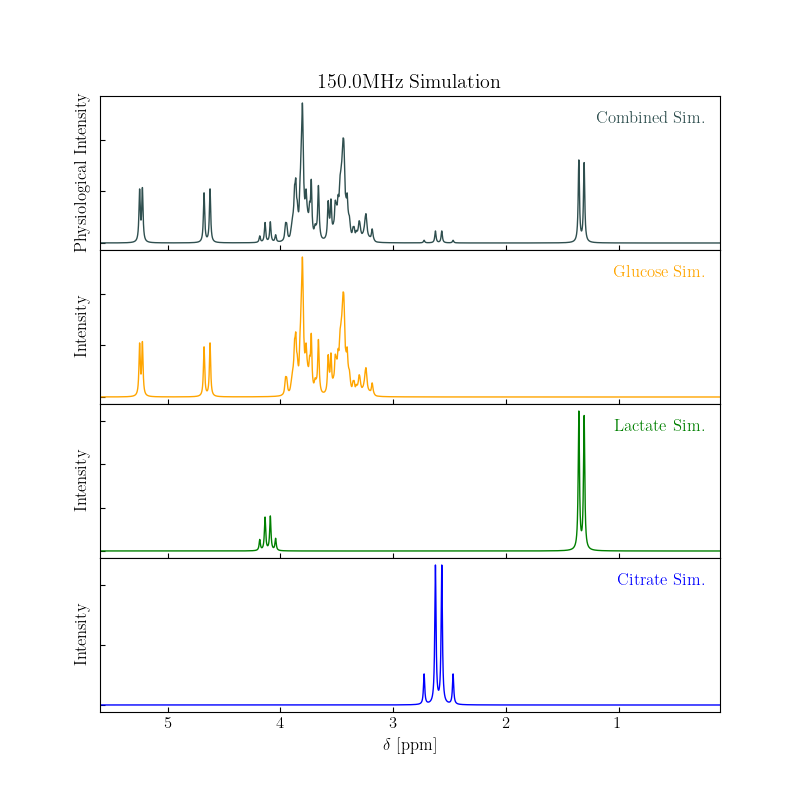 150.0MHz Simulation
Physiological Intensity
Combined Sim.
Intensity
Glucose Sim.
Intensity
Lactate Sim.
Intensity
Citrate Sim.
5 4 3 2 1
δ [ppm]